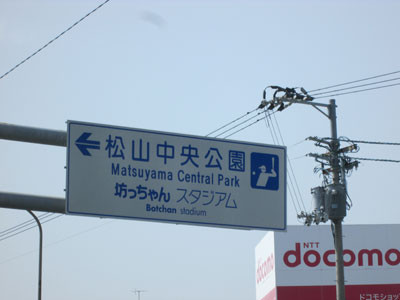 松山中央公園
Matsuyama Central Park
坊っちゃん スタジアム
Botchan stadium
NTT
docomo
ドコモショッ